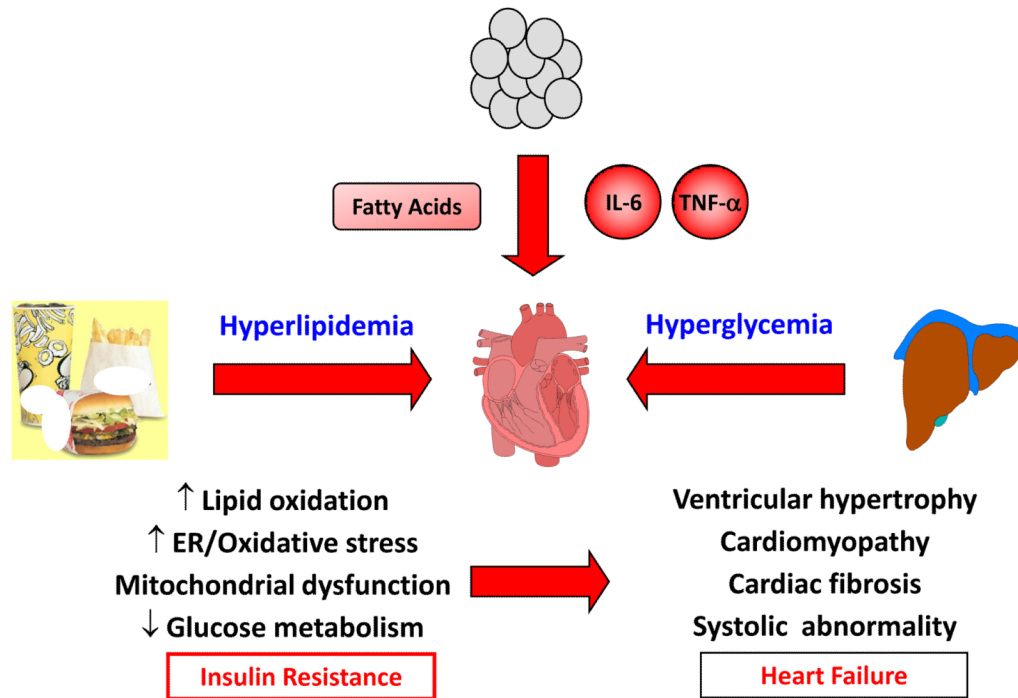 Fatty Acids
IL-6
TNF-α
Hyperlipidemia
Hyperglycemia
↑ Lipid oxidation
↑ ER/Oxidative stress
Mitochondrial dysfunction
↓ Glucose metabolism
Insulin Resistance
Ventricular hypertrophy
Cardiomyopathy
Cardiac fibrosis
Systolic abnormality
Heart Failure